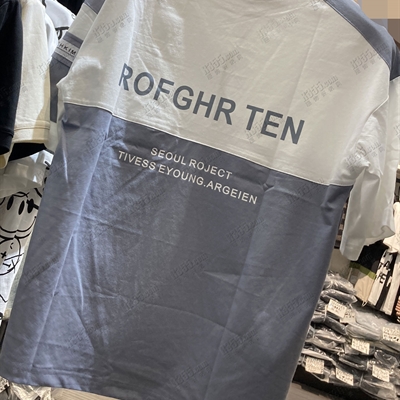 ROFGHR TEN
SEOUL ROJECT
TIVESS EYOUNG.ARGEIEN